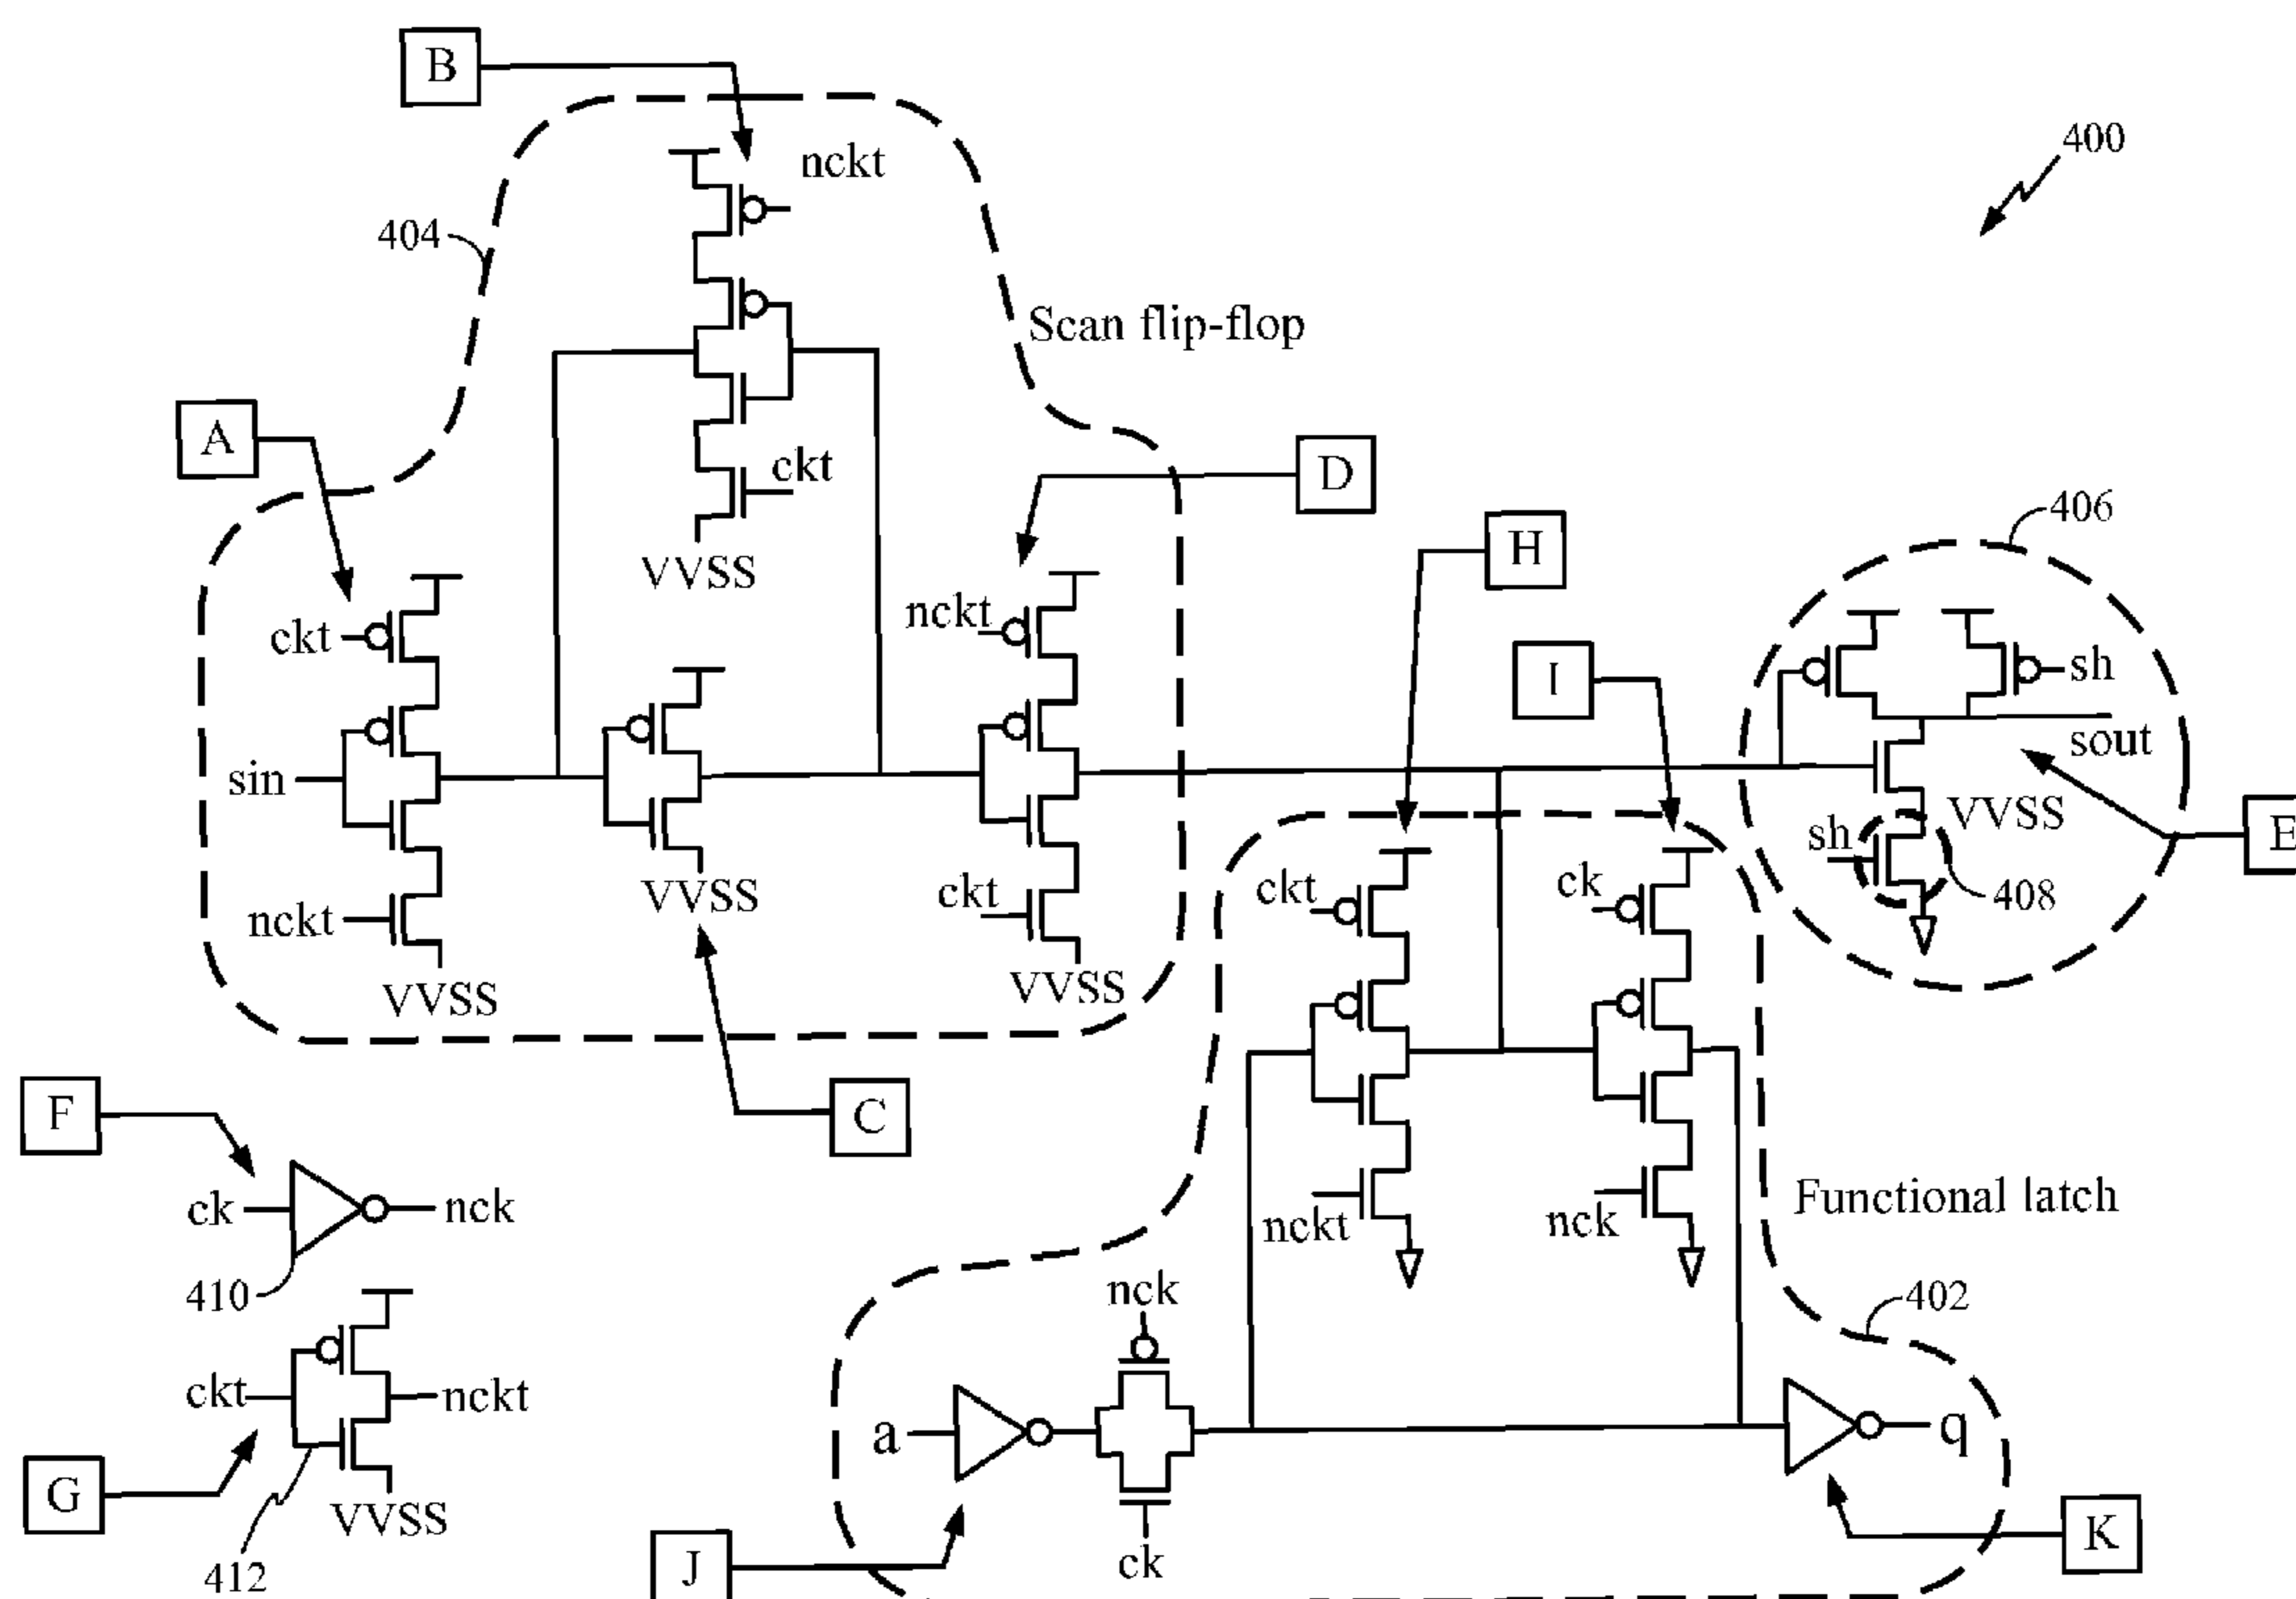 B
400
nckt
404
Scan flip-flop
A
ckt
D
406
H
VVSS
nckt
ckt
I
sh
sout
sin
VVSS
E
sh
408
VVSS
ckt
ck
ckt
nckt
VVSS
VVSS
F
C
ck
nck
nckt
nck
Functional latch
410
nck
402
ckt
nckt
a
q
G
VVSS
412
J
ck
K